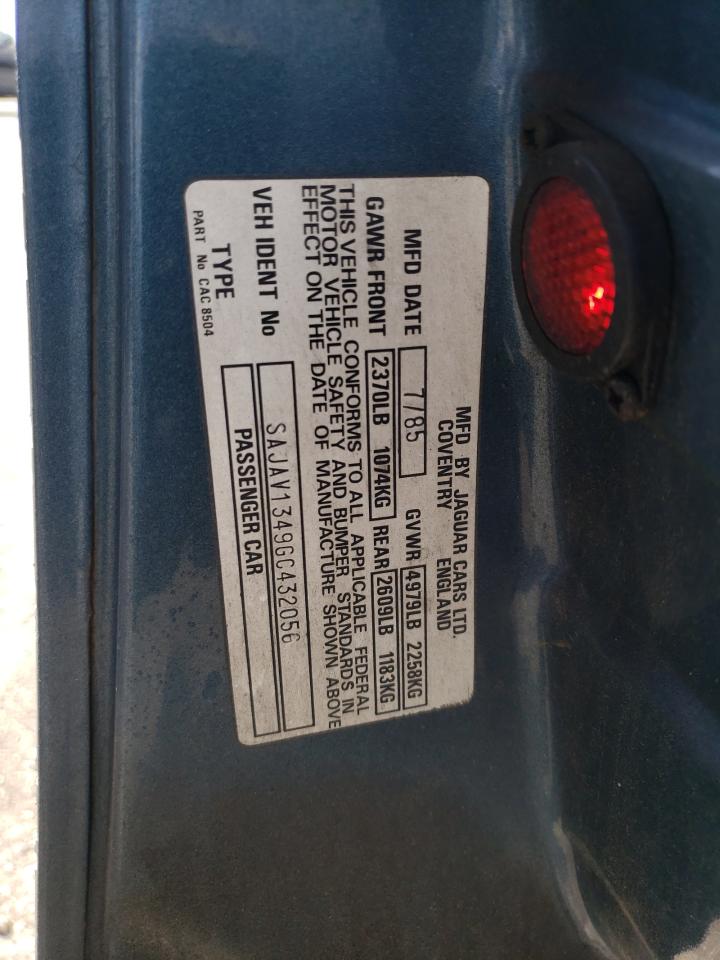 MFD BY JAGUAR CARS LTD.
COVENTRY ENGLAND
MFD DATE 7/85 GVWR 4979LB 2258KG
GAWR FRONT 2370LB 1074KG REAR 2609LB 1183KG
THIS VEHICLE CONFORMS TO ALL APPLICABLE FEDERAL
MOTOR VEHICLE SAFETY AND BUMPER STANDARDS IN
EFFECT ON THE DATE OF MANUFACTURE SHOWN ABOVE
VEH IDENT No SAJAV1349GC432056
TYPE PASSENGER CAR
PART No CAC 8504